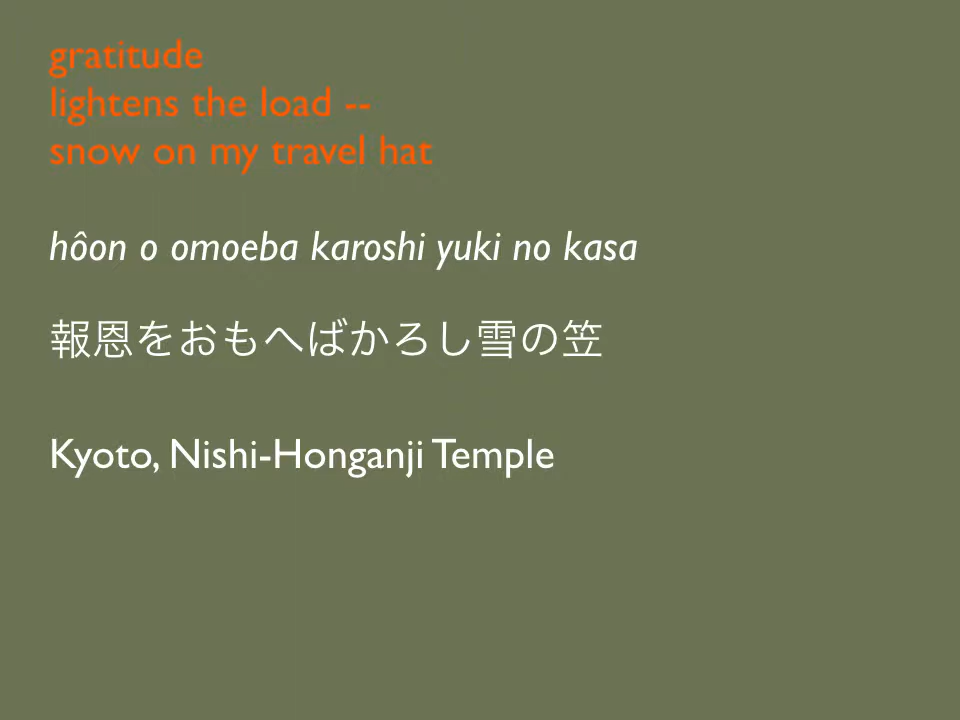 gratitude
lightens the load --
snow on my travel hat
hôon o omoeba karoshi yuki no kasa
報恩をおもへばかろし雪の笠
Kyoto, Nishi-Honganji Temple